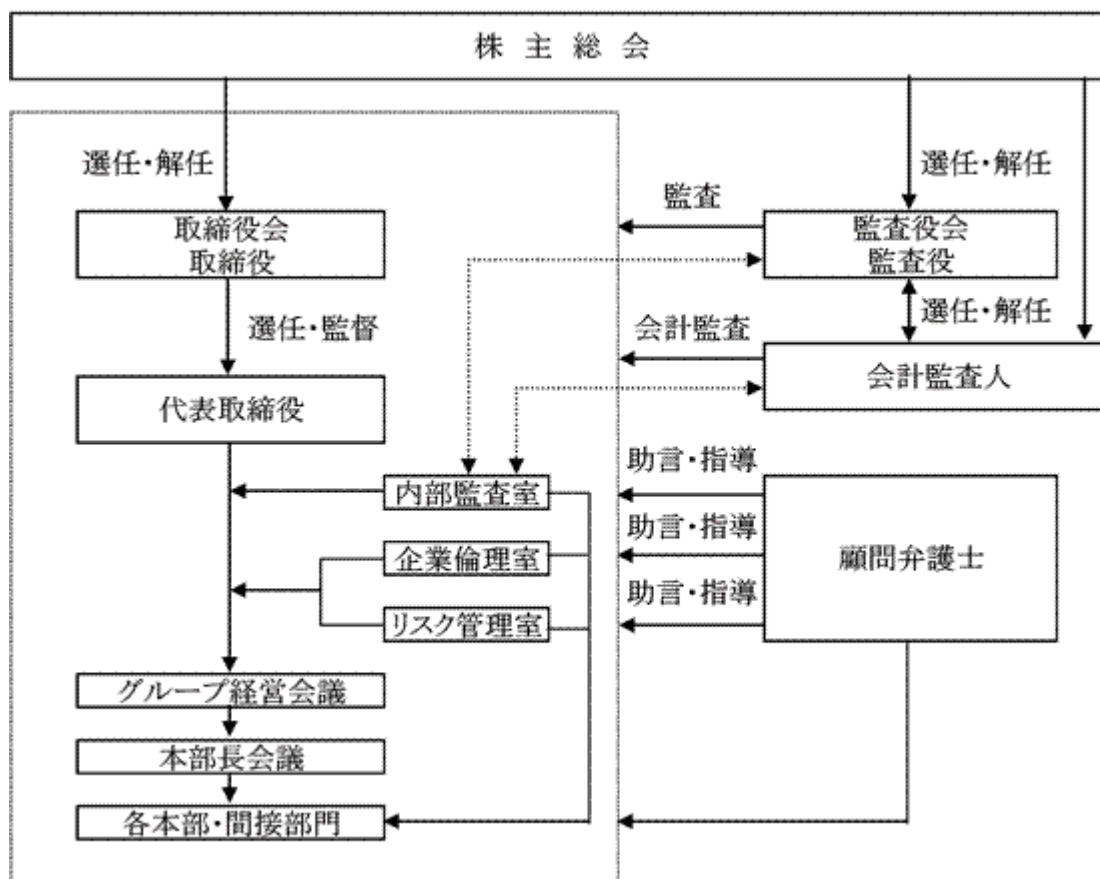 株主総会
選任・解任
選任・解任
監査
取締役会
取締役
監査役会
監査役
選任・監督
会計監査
選任・解任
代表取締役
会計監査人
助言・指導
内部監査室
助言・指導
企業倫理室
顧問弁護士
助言・指導
リスク管理室
グループ経営会議
本部長会議
各本部・間接部門